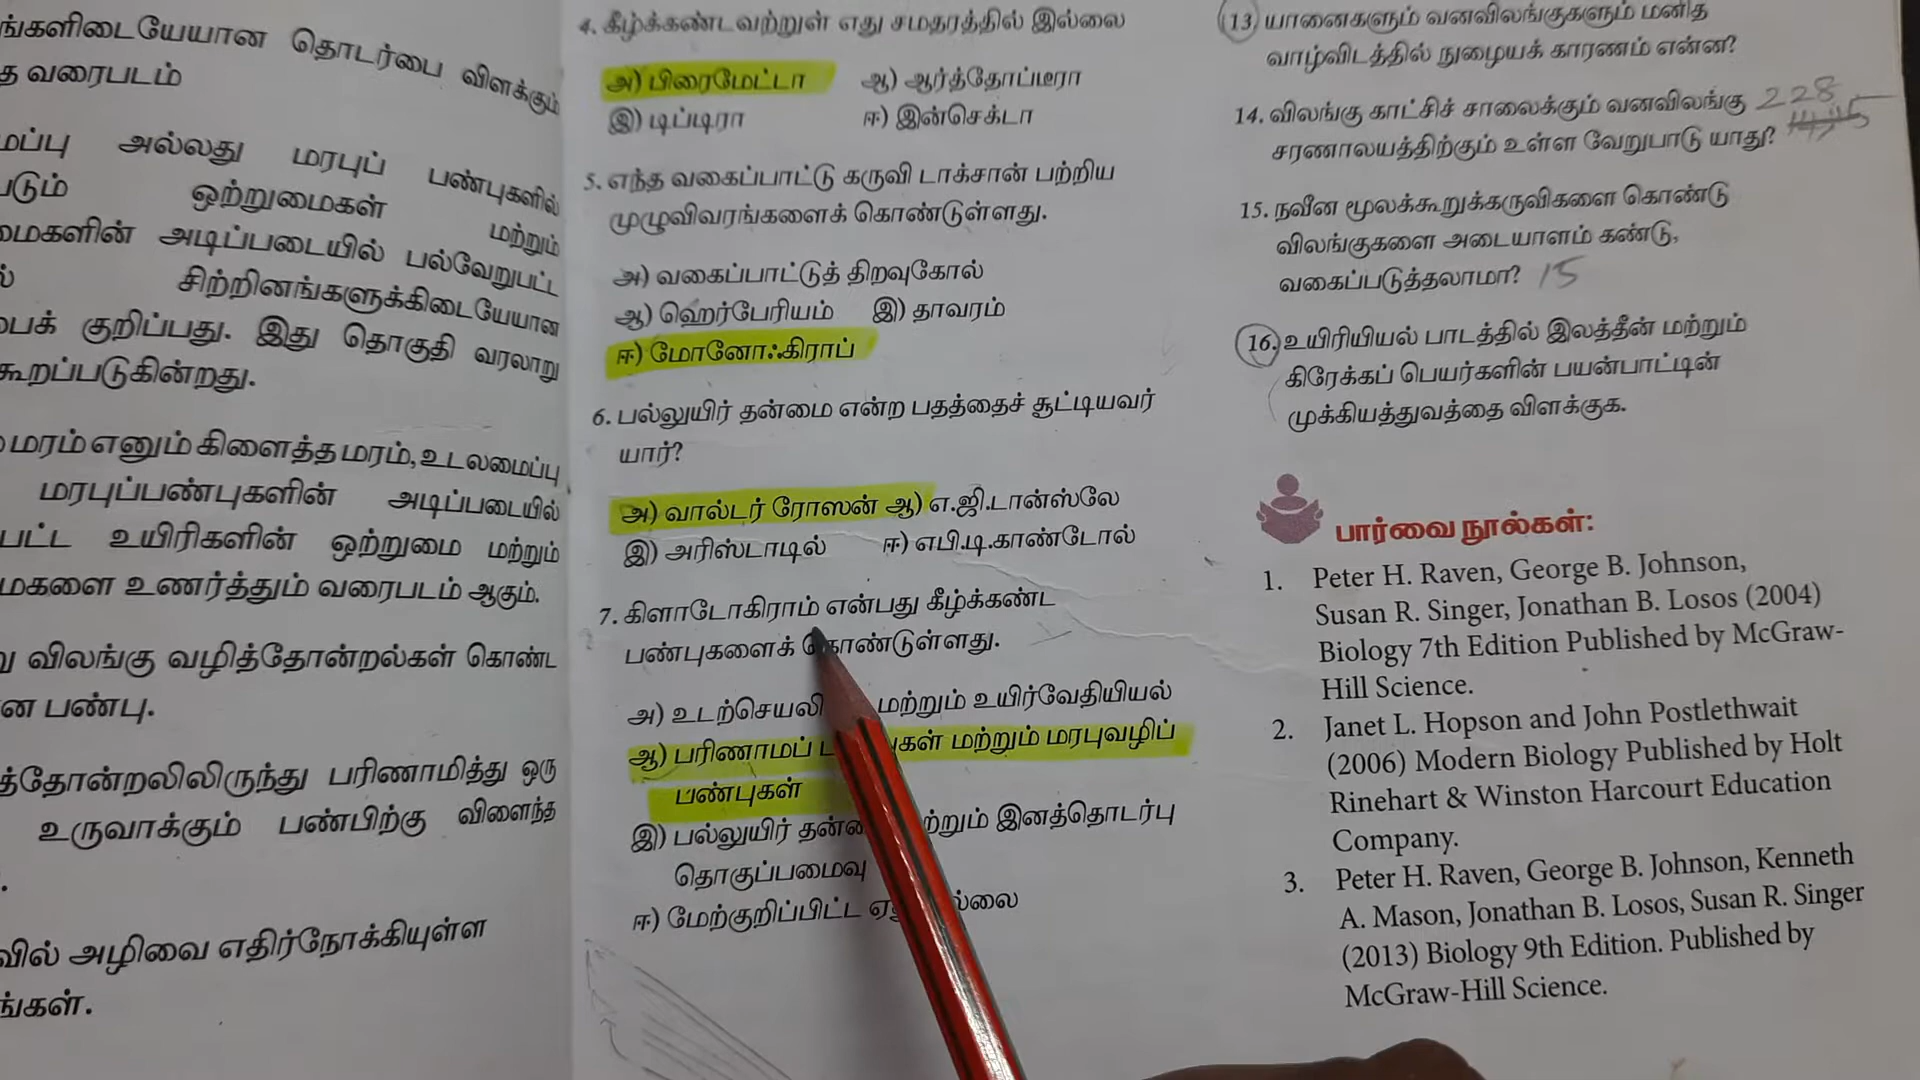 ங்களிடையேயான தொடர்பை விளக்கும்
த வரைபடம்
மப்பு அல்லது மரபுப் பண்புகளில்
படும் ஒற்றுமைகள் மற்றும்
மைகளின் அடிப்படையில் பல்வேறுபட்ட
ல் சிற்றினங்களுக்கிடையேயான
பைக் குறிப்பது. இது தொகுதி வரலாறு
கூறப்படுகின்றது.
மரம் எனும் கிளைத்த மரம், உடலமைப்பு
மரபுப்பண்புகளின் அடிப்படையில்
பட்ட உயிரிகளின் ஒற்றுமை மற்றும்
மைகளை உணர்த்தும் வரைபடம் ஆகும்.
று விலங்கு வழித்தோன்றல்கள் கொண்ட
ன பண்பு.
த்தோன்றலிலிருந்து பரிணாமித்து ஒரு
உருவாக்கும் பண்பிற்கு விளைந்த
.
வில் அழிவை எதிர்நோக்கியுள்ள
ங்கள்.
4. கீழ்க்கண்டவற்றுள் எது சமதரத்தில் இல்லை
அ) பிரைமேட்டா ஆ) ஆர்த்தோப்டீரா
இ) டிப்டிரா ஈ) இன்செக்டா
5. எந்த வகைப்பாட்டு கருவி டாக்சான் பற்றிய
முழுவிவரங்களைக் கொண்டுள்ளது.
அ) வகைப்பாட்டுத் திறவுகோல்
ஆ) ஹெர்பேரியம் இ) தாவரம்
ஈ) மோனோஃகிராப்
6. பல்லுயிர் தன்மை என்ற பதத்தைச் சூட்டியவர்
யார்?
அ) வால்டர் ரோஸன் ஆ) எ.ஜி.டான்ஸ்லே
இ) அரிஸ்டாடில் ஈ) எபி.டி.காண்டோல்
7. கிளாடோகிராம் என்பது கீழ்க்கண்ட
பண்புகளைக் கொண்டுள்ளது.
அ) மற்றும் உயிர்வேதியியல்
ஆ) பரிணாமப் மற்றும் மரபுவழிப்
பண்புகள்
இ) பல்லுயிர் இனத்தொடர்பு
தொகுப்பமைவு
ஈ) மேற்குறிப்பிட்ட
13 யானைகளும் வனவிலங்குகளும் மனித
வாழ்விடத்தில் நுழையக் காரணம் என்ன?
14. விலங்கு காட்சிச் சாலைக்கும் வனவிலங்கு 228
சரணாலயத்திற்கும் உள்ள வேறுபாடு யாது?
15. நவீன மூலக்கூறுக்கருவிகளை கொண்டு
விலங்குகளை அடையாளம் கண்டு,
வகைப்படுத்தலாமா? 15
16. உயிரியியல் பாடத்தில் இலத்தீன் மற்றும்
கிரேக்கப் பெயர்களின் பயன்பாட்டின்
முக்கியத்துவத்தை விளக்குக.
பார்வை நூல்கள்:
1. Peter H. Raven, George B. Johnson,
Susan R. Singer, Jonathan B. Losos (2004)
Biology 7th Edition Published by McGraw-
Hill Science.
2. Janet L. Hopson and John Postlethwait
(2006) Modern Biology Published by Holt
Rinehart & Winston Harcourt Education
Company.
3. Peter H. Raven, George B. Johnson, Kenneth
A. Mason, Jonathan B. Losos, Susan R. Singer
(2013) Biology 9th Edition. Published by
McGraw-Hill Science.